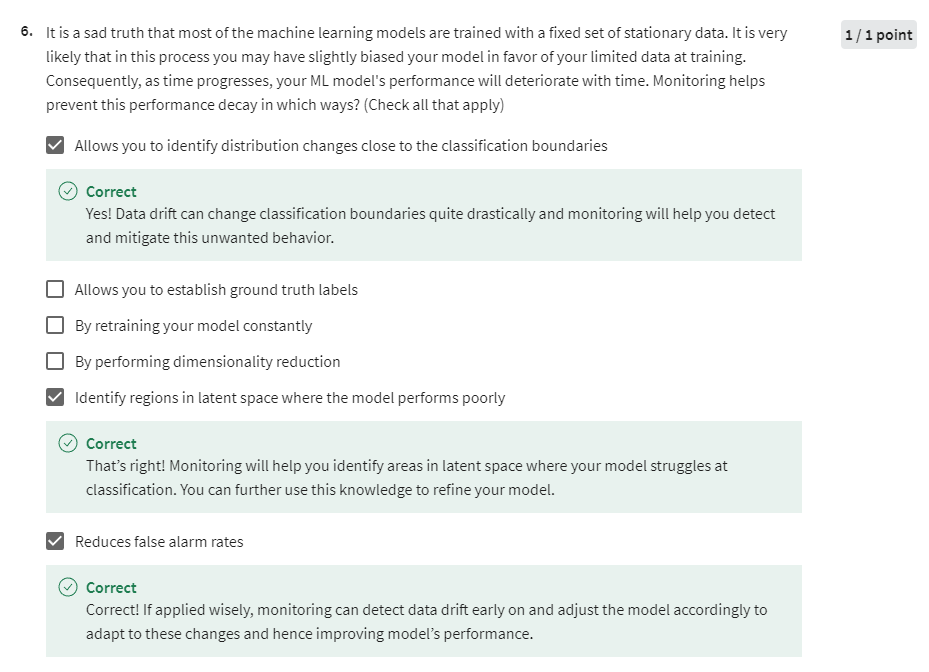 6. It is a sad truth that most of the machine learning models are trained with a fixed set of stationary data. It is very
1 / 1 point
likely that in this process you may have slightly biased your model in favor of your limited data at training.
Consequently, as time progresses, your ML model's performance will deteriorate with time. Monitoring helps
prevent this performance decay in which ways? (Check all that apply)
Allows you to identify distribution changes close to the classification boundaries
Correct
Yes! Data drift can change classification boundaries quite drastically and monitoring will help you detect
and mitigate this unwanted behavior.
Allows you to establish ground truth labels
By retraining your model constantly
By performing dimensionality reduction
Identify regions in latent space where the model performs poorly
Correct
That's right! Monitoring will help you identify areas in latent space where your model struggles at
classification. You can further use this knowledge to refine your model.
Reduces false alarm rates
Correct
Correct! If applied wisely, monitoring can detect data drift early on and adjust the model accordingly to
adapt to these changes and hence improving model's performance.